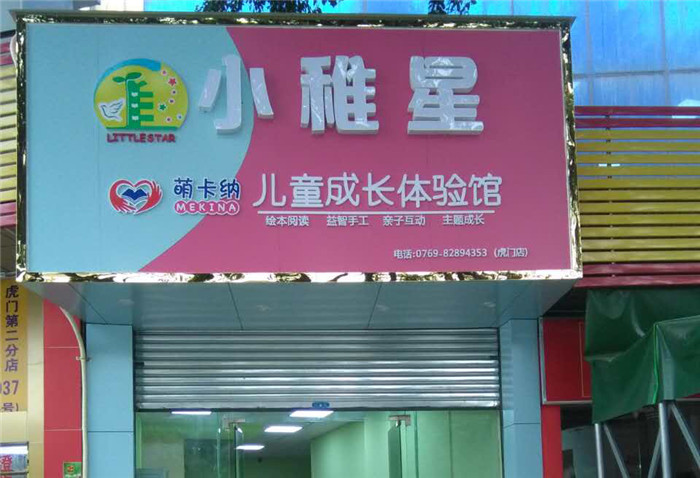 小稚星
LITTLE STAR
萌卡纳
MEKINA
儿童成长体验馆
绘本阅读 益智手工 亲子互动 主题成长
电话:0769-82894353 (虎门店)
虎门第二分店
937
号)
橙